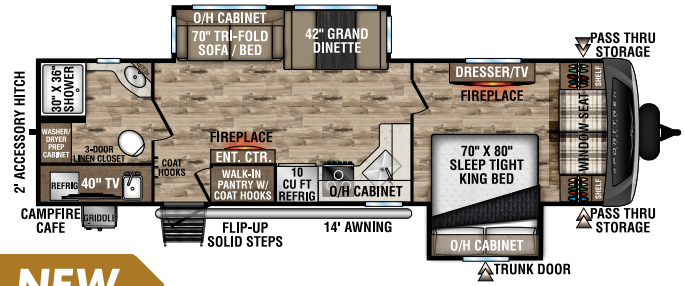 O/H CABINET
70" TRI-FOLD
SOFA / BED
42" GRAND
DINETTE
PASS THRU
STORAGE
DRESSER/TV
FIREPLACE
SHELF
WINDOW SEAT
SPORTTREK
SHELF
30" X 36"
SHOWER
2' ACCESSORY HITCH
WASHER/
DRYER
PREP
CABINET
3-DOOR
LINEN CLOSET
COAT
HOOKS
FIREPLACE
ENT. CTR.
WALK-IN
PANTRY W/
COAT HOOKS
10
CU FT
REFRIG
O/H CABINET
70" X 80"
SLEEP TIGHT
KING BED
O/H CABINET
REFRIG
40" TV
CAMPFIRE
CAFE
GRIDDLE
FLIP-UP
SOLID STEPS
14' AWNING
PASS THRU
STORAGE
TRUNK DOOR
NEW